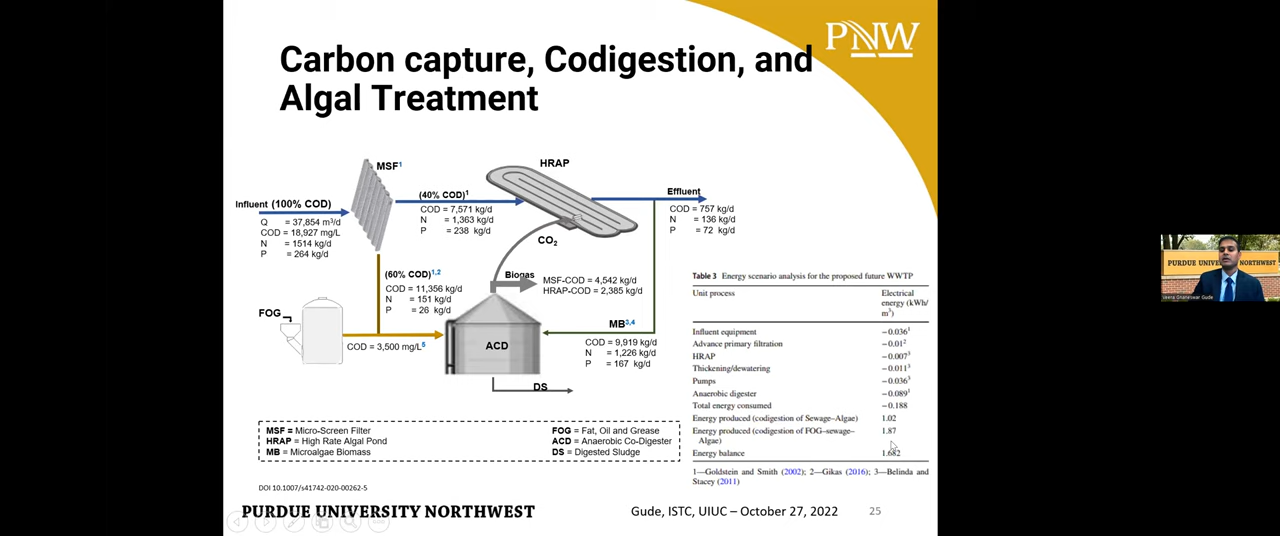 PNW
Carbon capture, Codigestion, and
Algal Treatment
MSF1
HRAP
Influent (100% COD)
Q = 37,854 m3/d
COD = 18,927 mg/L
N = 1514 kg/d
P = 264 kg/d
(40% COD)1
COD = 7,571 kg/d
N = 1,363 kg/d
P = 238 kg/d
Effluent
COD = 757 kg/d
N = 136 kg/d
P = 72 kg/d
CO2
(60% COD)1,2
COD = 11,356 kg/d
N = 151 kg/d
P = 26 kg/d
Biogas
MSF-COD = 4,542 kg/d
HRAP-COD = 2,385 kg/d
FOG
COD = 3,500 mg/L5
ACD
MB3,4
COD = 9,919 kg/d
N = 1,226 kg/d
P = 167 kg/d
DS
MSF = Micro-Screen Filter
HRAP = High Rate Algal Pond
MB = Microalgae Biomass
FOG = Fat, Oil and Grease
ACD = Anaerobic Co-Digester
DS = Digested Sludge
DOI 10.1007/s41742-020-00262-5
Table 3 Energy scenario analysis for the proposed future WWTP
Unit process Electrical
energy (kWh/
m3)
Influent equipment −0.0361
Advance primary filtration −0.012
HRAP −0.0073
Thickening/dewatering −0.0113
Pumps −0.0363
Anaerobic digester −0.0891
Total energy consumed −0.188
Energy produced (codigestion of Sewage–Algae) 1.02
Energy produced (codigestion of FOG–sewage– 1.87
Algae)
Energy balance 1.682
1—Goldstein and Smith (2002); 2—Gikas (2016); 3—Belinda and
Stacey (2011)
PURDUE UNIVERSITY NORTHWEST
Gude, ISTC, UIUC – October 27, 2022
25
PURDUE UNIVE NORTHWEST
Veera Gnaneswar Gude